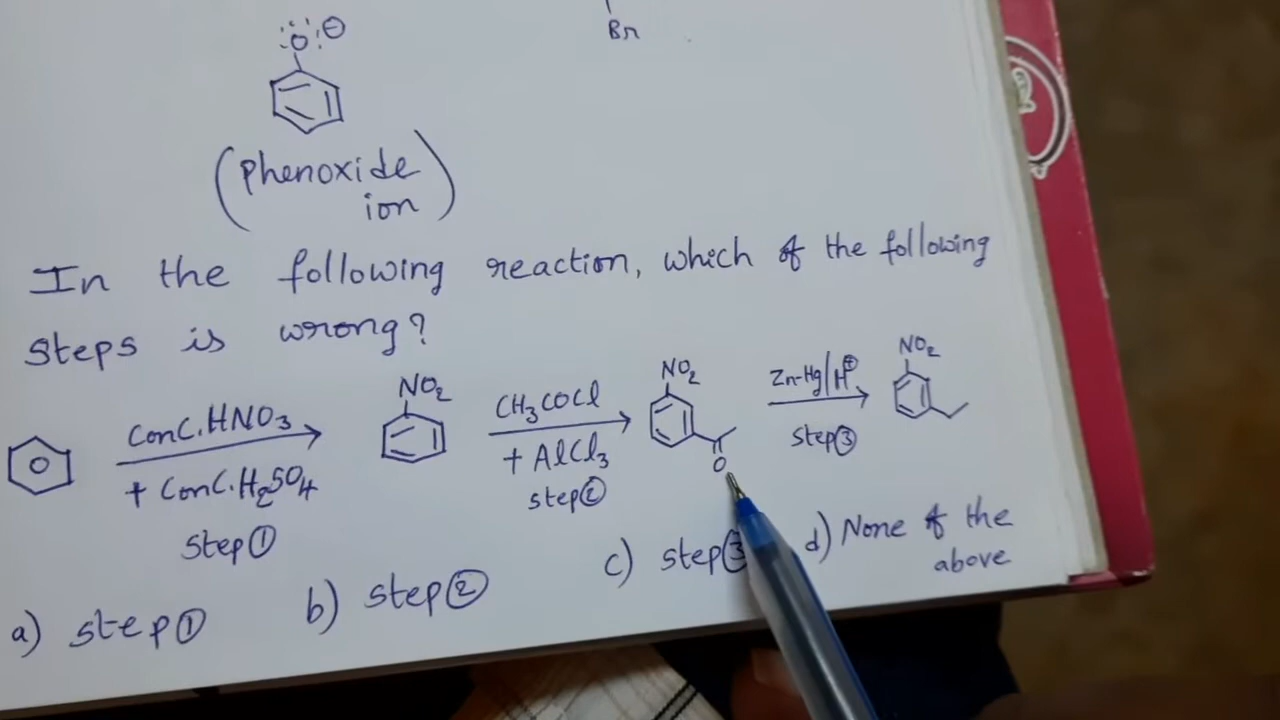 Br
:Ö: ⊖
(Phenoxide
ion)
In the following reaction, which of the following
steps is wrong?
ConC.HNO3
+ ConC.H2SO4
Step①
NO2
CH3COCl
+ AlCl3
step②
NO2
O
Zn-Hg/H⊕
step③
NO2
a) step①
b) step②
c) step③
d) None of the
above